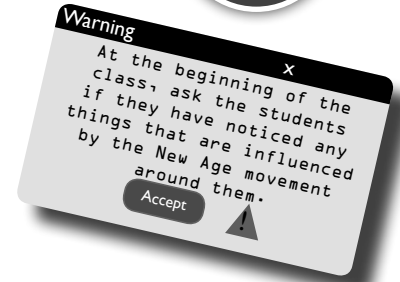 Warning
x
At the beginning of the
class, ask the students
if they have noticed any
things that are influenced
by the New Age movement
around them.
Accept
!